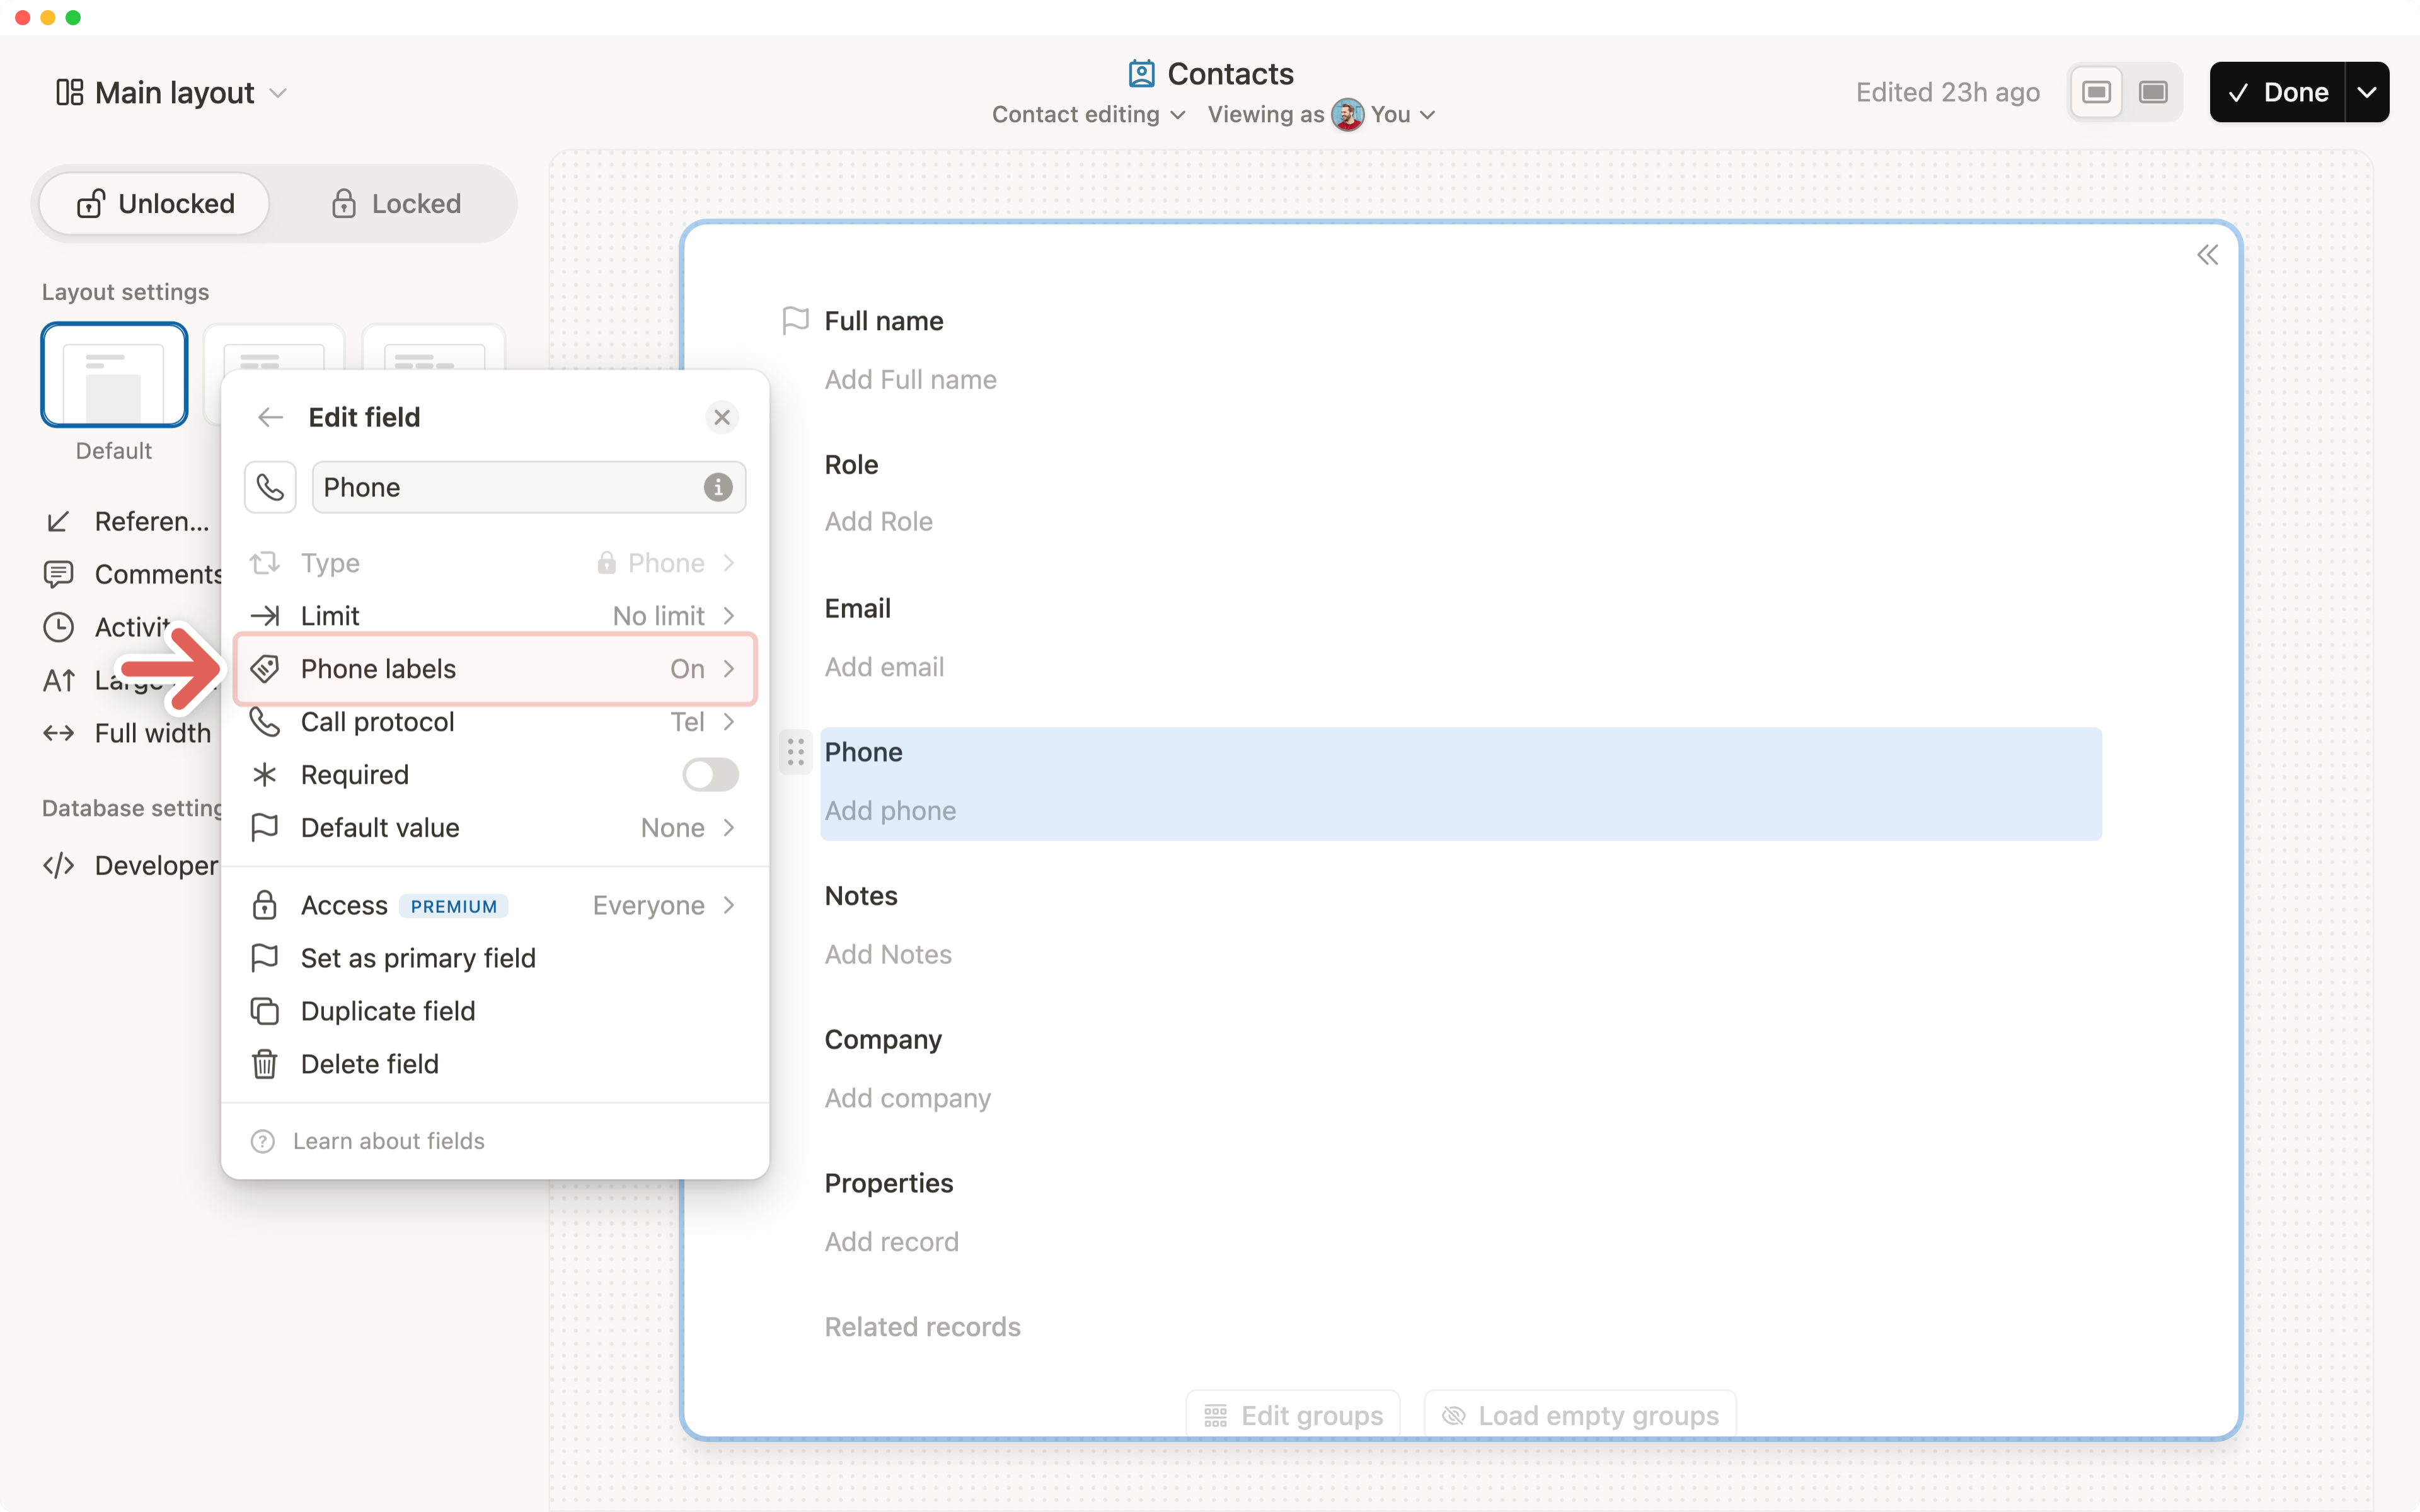 Main layout
Contacts
Contact editing
Viewing as You
Edited 23h ago
Done
Unlocked
Locked
Layout settings
Default
Referen...
Comments
Full width
Database setting
Developer
Edit field
Phone
Type
Phone
Limit
No limit
Phone labels
On
Call protocol
Tel
Required
Default value
None
Access PREMIUM
Everyone
Set as primary field
Duplicate field
Delete field
Learn about fields
Full name
Add Full name
Role
Add Role
Email
Add email
Phone
Add phone
Notes
Add Notes
Company
Add company
Properties
Add record
Related records
Edit groups
Load empty groups